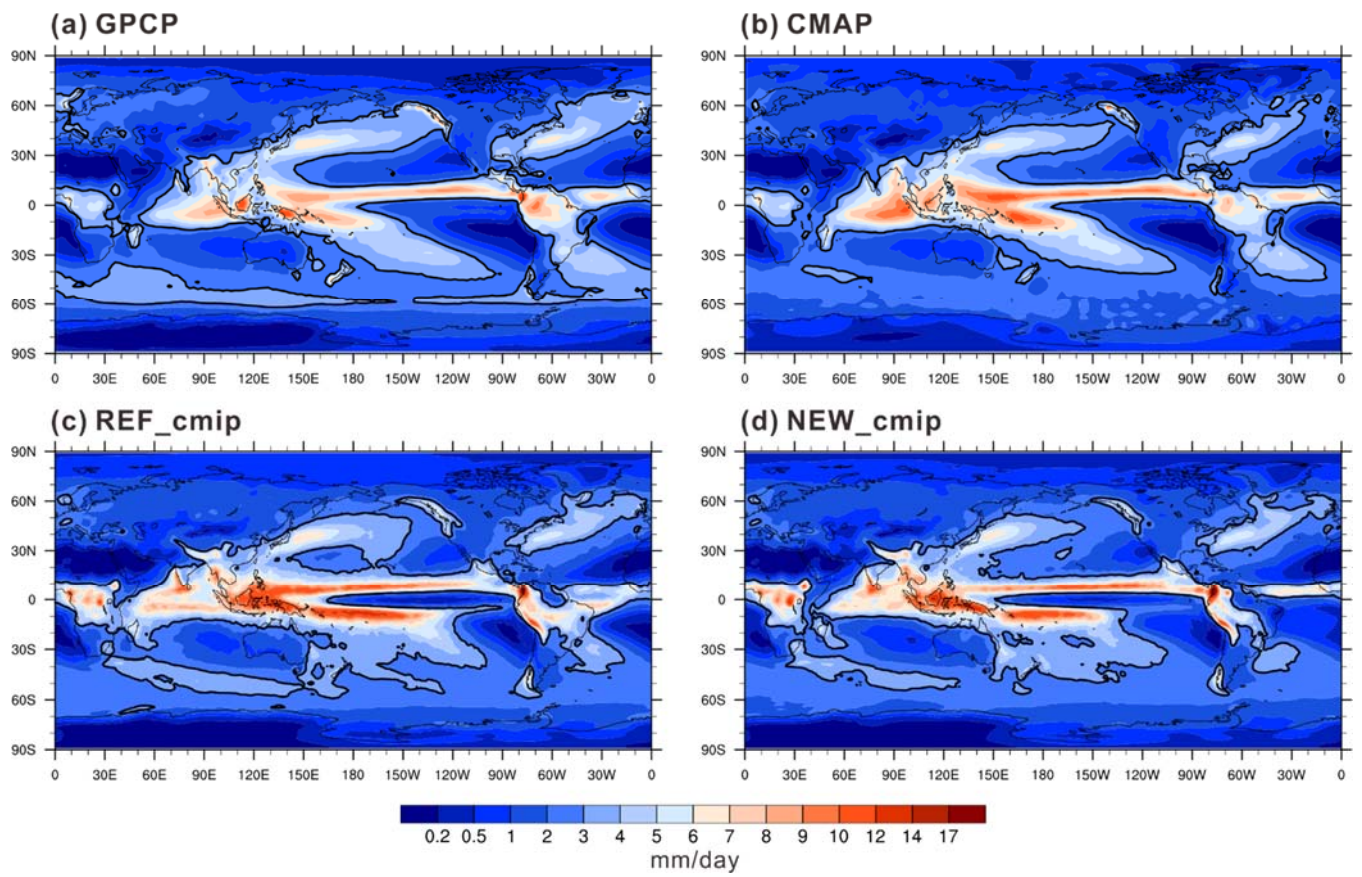 (a) GPCP
(b) CMAP
90N
60N
30N
0
30S
60S
90S
0 30E 60E 90E 120E 150E 180 150W 120W 90W 60W 30W 0
90N
60N
30N
0
30S
60S
90S
0 30E 60E 90E 120E 150E 180 150W 120W 90W 60W 30W 0
(c) REF_cmip
(d) NEW_cmip
90N
60N
30N
0
30S
60S
90S
0 30E 60E 90E 120E 150E 180 150W 120W 90W 60W 30W 0
90N
60N
30N
0
30S
60S
90S
0 30E 60E 90E 120E 150E 180 150W 120W 90W 60W 30W 0
0.2 0.5 1 2 3 4 5 6 7 8 9 10 12 14 17
mm/day